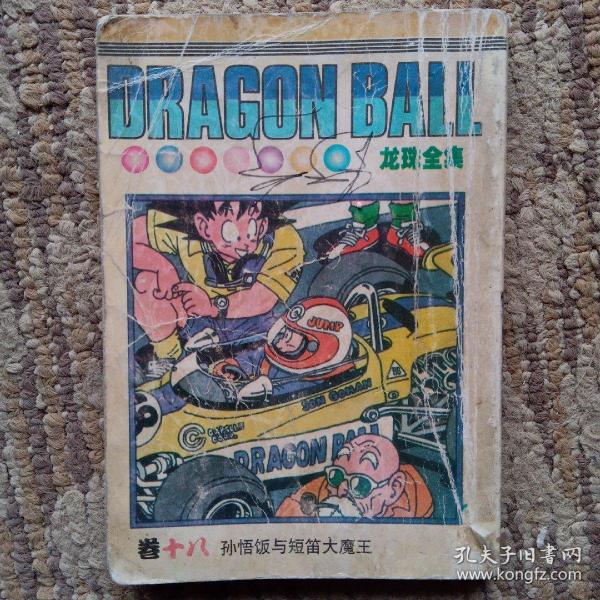 DRAGON BALL
龙珠全集
JUMP
SON GOHAN
C
CAPSULE
CORP.
DRAGON BALL
卷十八 孙悟饭与短笛大魔王
孔夫子旧书网
www.kongfz.com